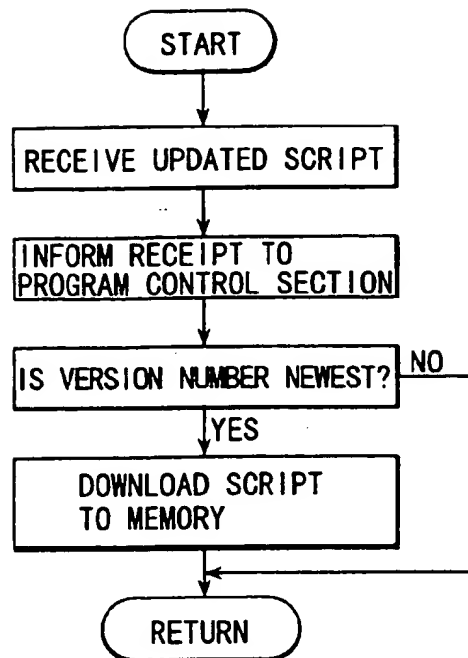 START
RECEIVE UPDATED SCRIPT
INFORM RECEIPT TO
PROGRAM CONTROL SECTION
IS VERSION NUMBER NEWEST?
NO
YES
DOWNLOAD SCRIPT
TO MEMORY
RETURN